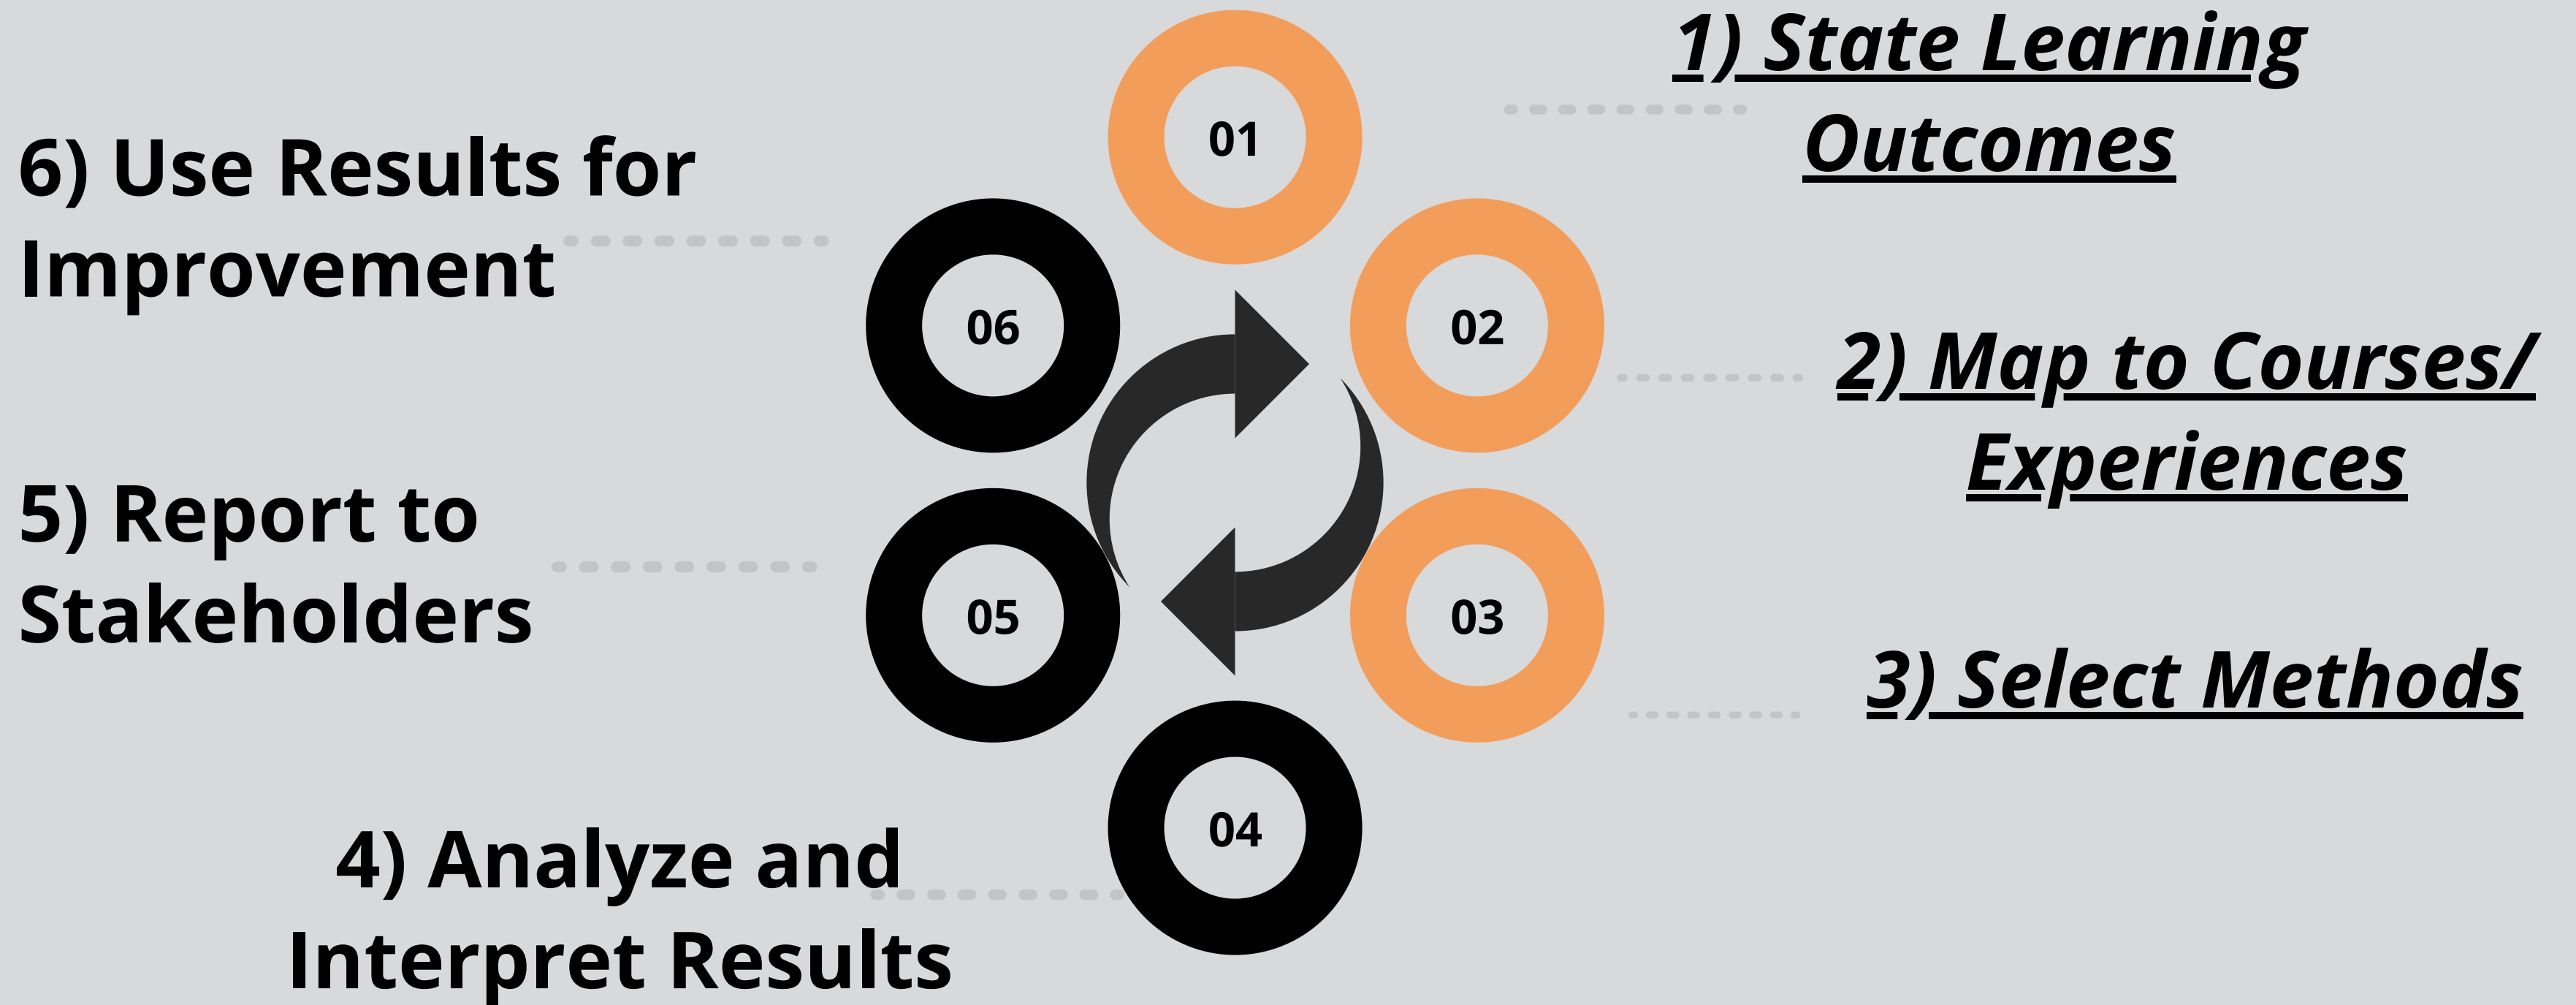 1) State Learning
Outcomes
2) Map to Courses/
Experiences
3) Select Methods
4) Analyze and
Interpret Results
5) Report to
Stakeholders
6) Use Results for
Improvement
01
02
03
04
05
06